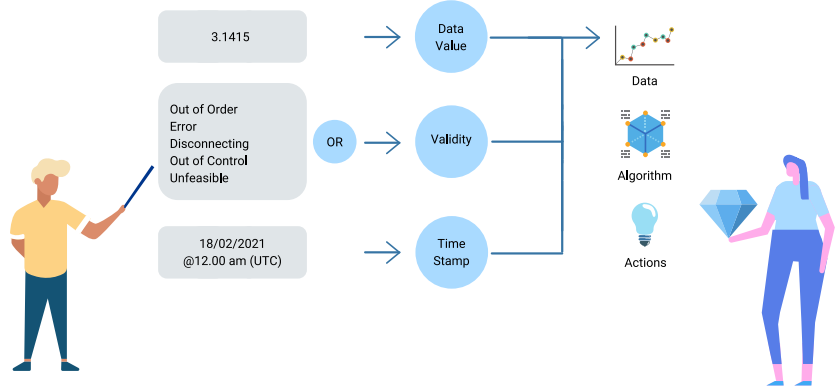 3.1415
Data
Value
Data
Out of Order
Error
Disconnecting
Out of Control
Unfeasible
OR
Validity
Algorithm
18/02/2021
@12.00 am (UTC)
Time
Stamp
Actions